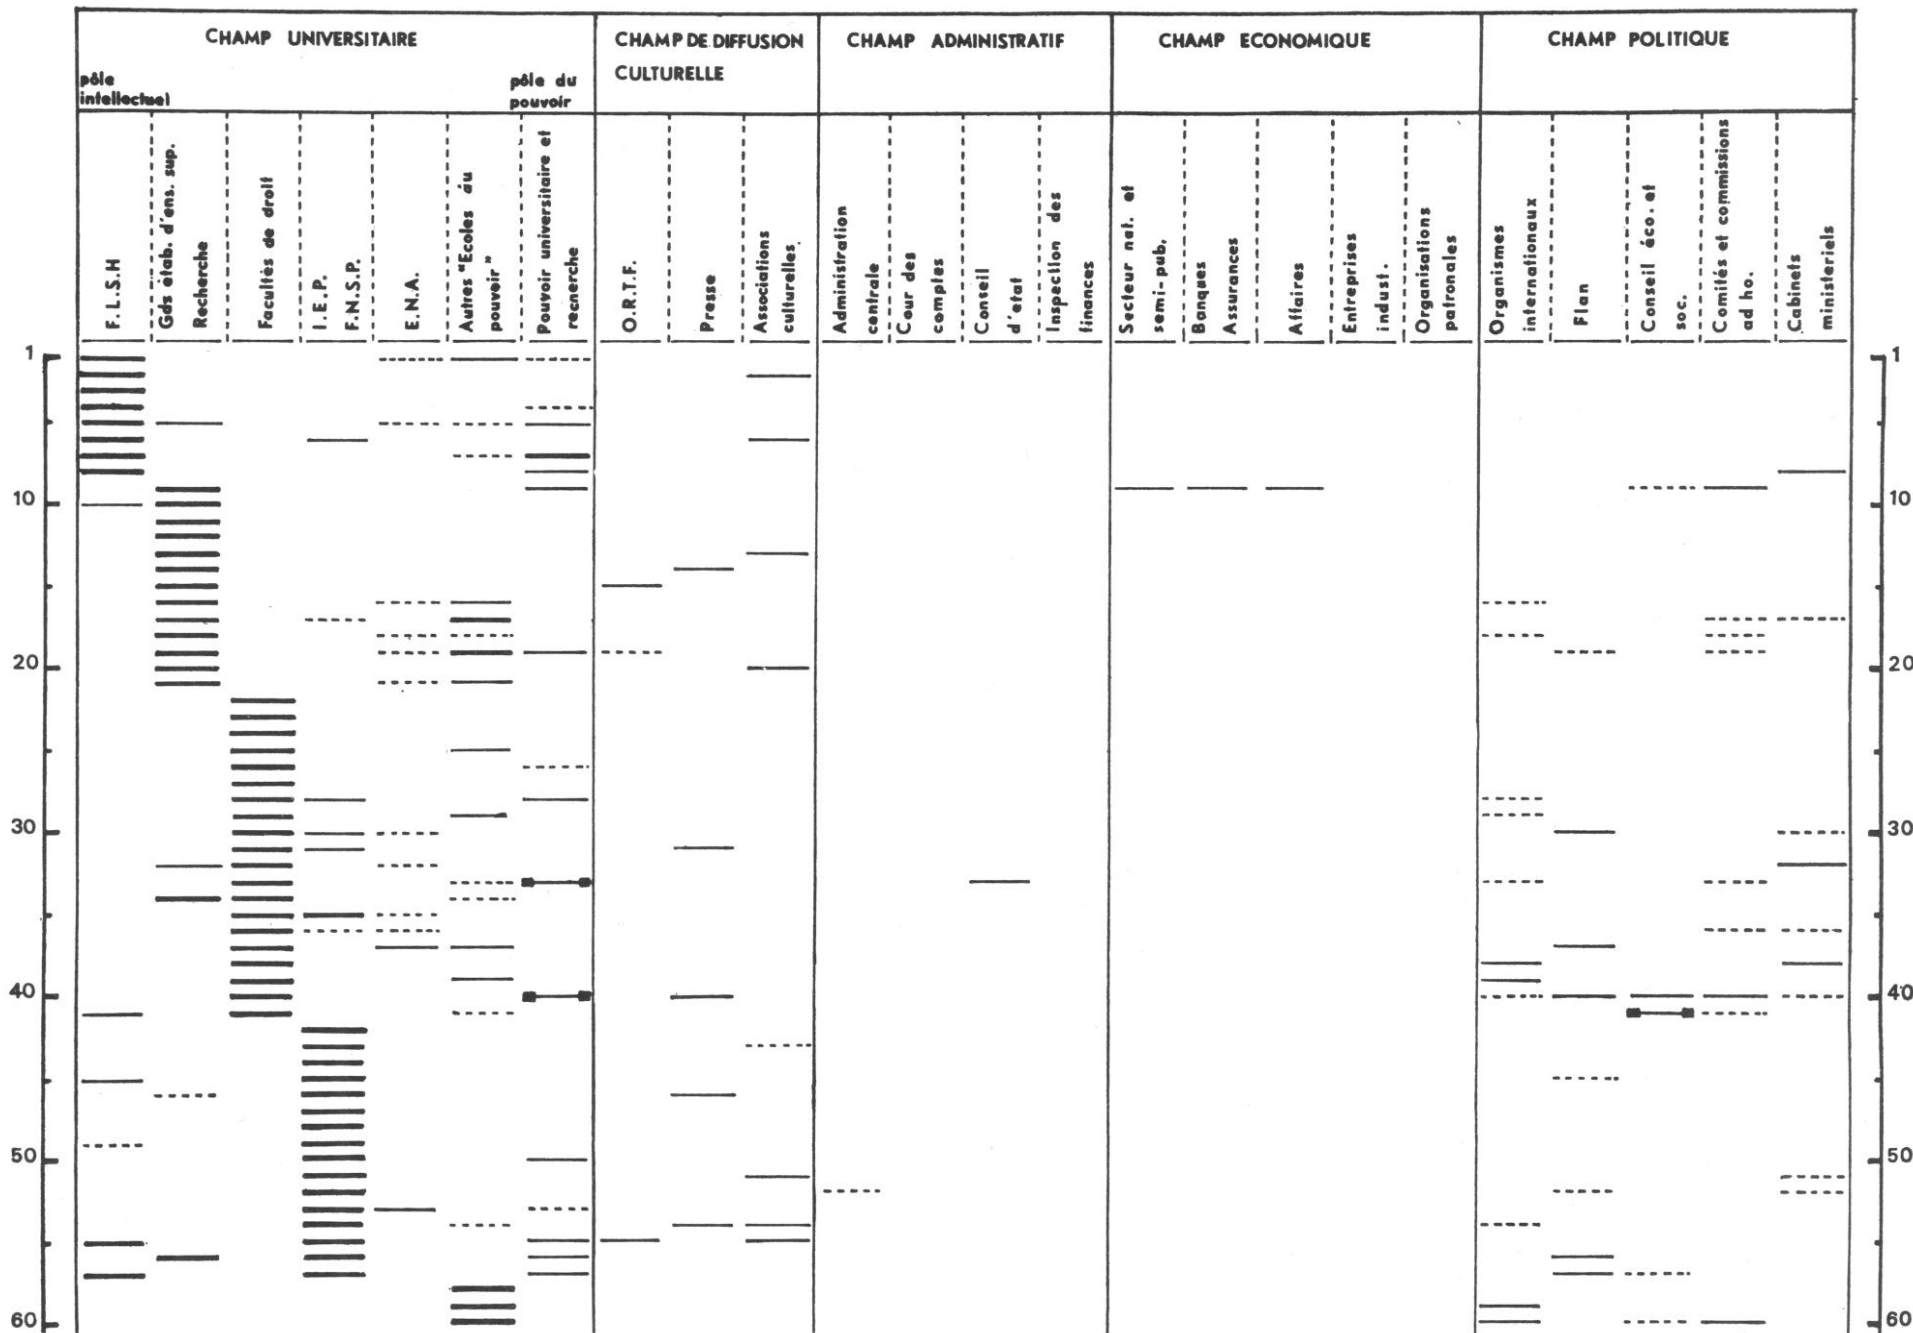 CHAMP UNIVERSITAIRE
pôle
intellectuel
pôle du
pouvoir
CHAMP DE DIFFUSION
CULTURELLE
CHAMP ADMINISTRATIF
CHAMP ECONOMIQUE
CHAMP POLITIQUE
F.L.S.H
Gds étab. d'ens. sup.
Recherche
Facultés de droit
I.E.P.
F.N.S.P.
E.N.A.
Autres "Ecoles du
pouvoir"
Pouvoir universitaire et
recherche
O.R.T.F.
Presse
Associations
culturelles
Administration
centrale
Cour des
comptes
Conseil
d'etat
Inspection des
finances
Secteur nat. et
semi-pub.
Banques
Assurances
Affaires
Entreprises
indust.
Organisations
patronales
Organismes
internationaux
Plan
Conseil éco. et
soc.
Comités et commissions
ad ho.
Cabinets
ministeriels
1
10
20
30
40
50
60
1
10
20
30
40
50
60